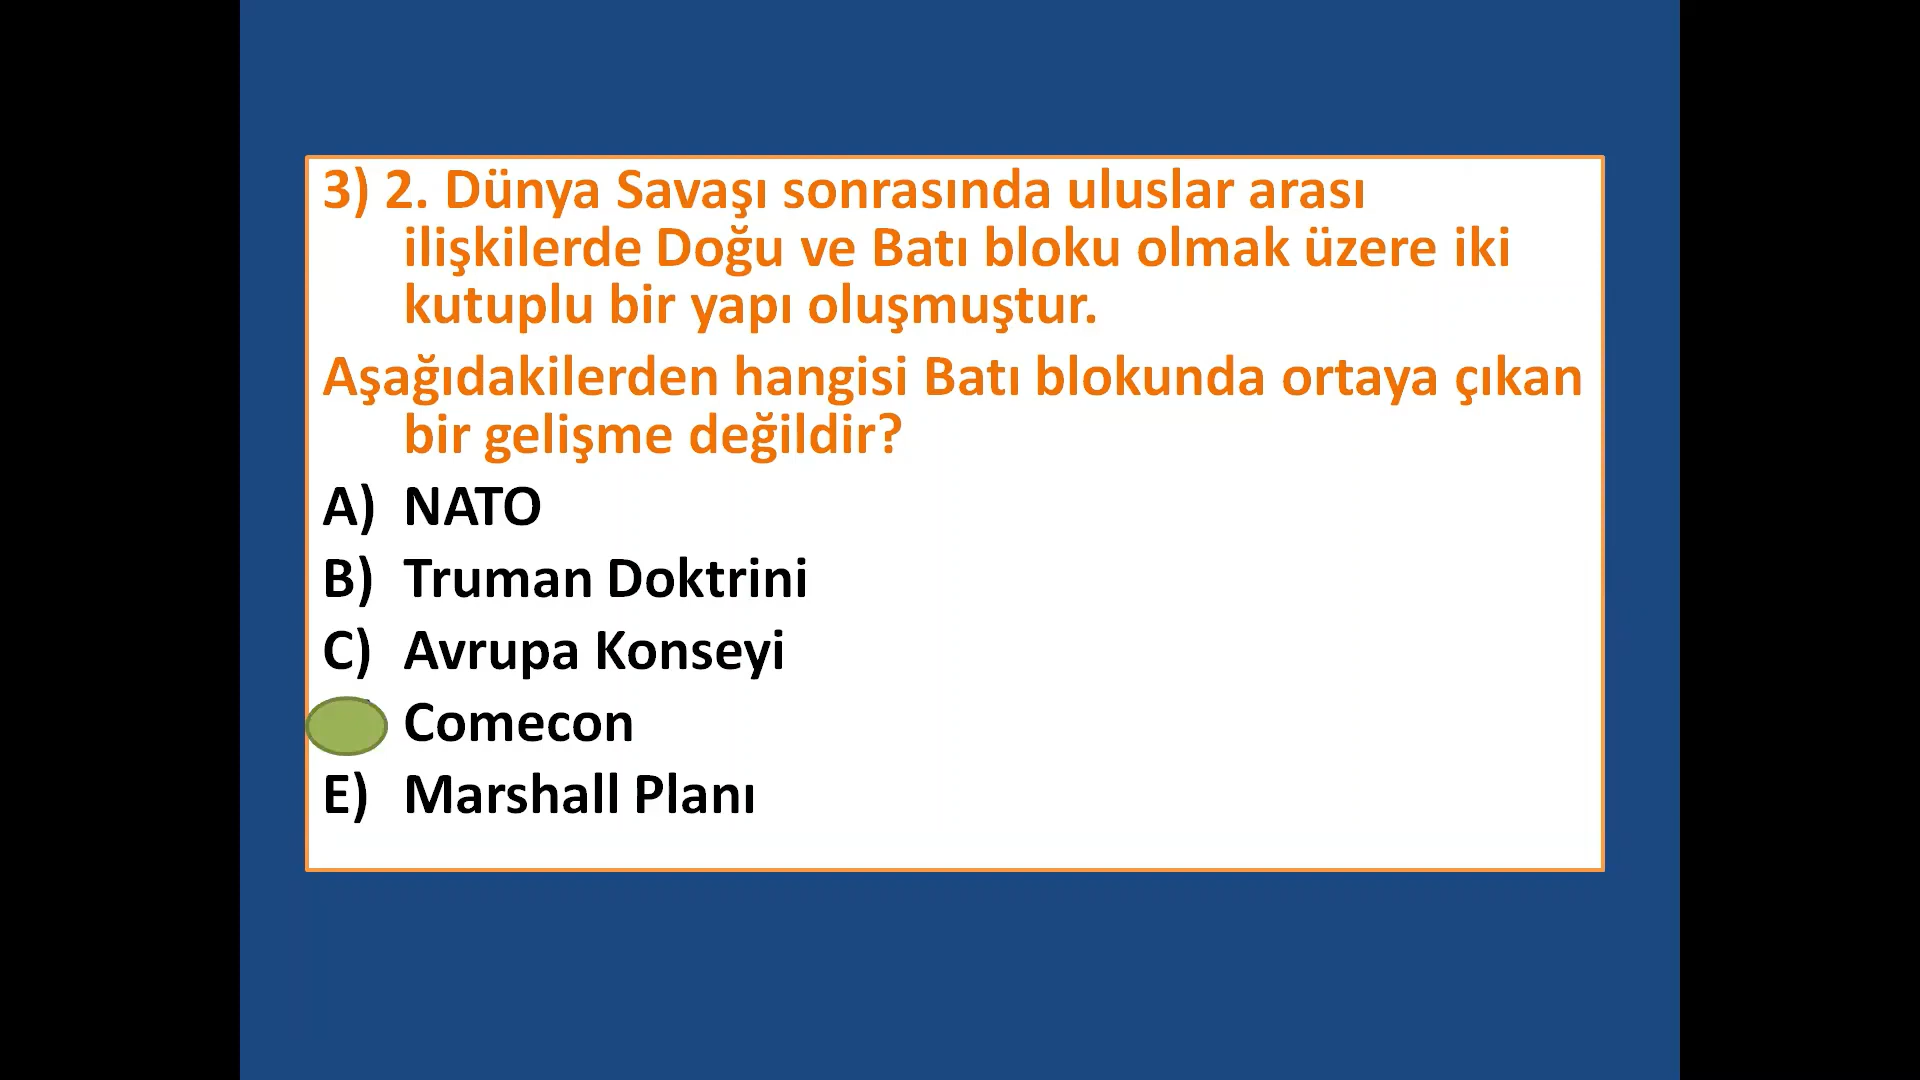 3) 2. Dünya Savaşı sonrasında uluslar arası
ilişkilerde Doğu ve Batı bloku olmak üzere iki
kutuplu bir yapı oluşmuştur.
Aşağıdakilerden hangisi Batı blokunda ortaya çıkan
bir gelişme değildir?
A) NATO
B) Truman Doktrini
C) Avrupa Konseyi
Comecon
E) Marshall Planı